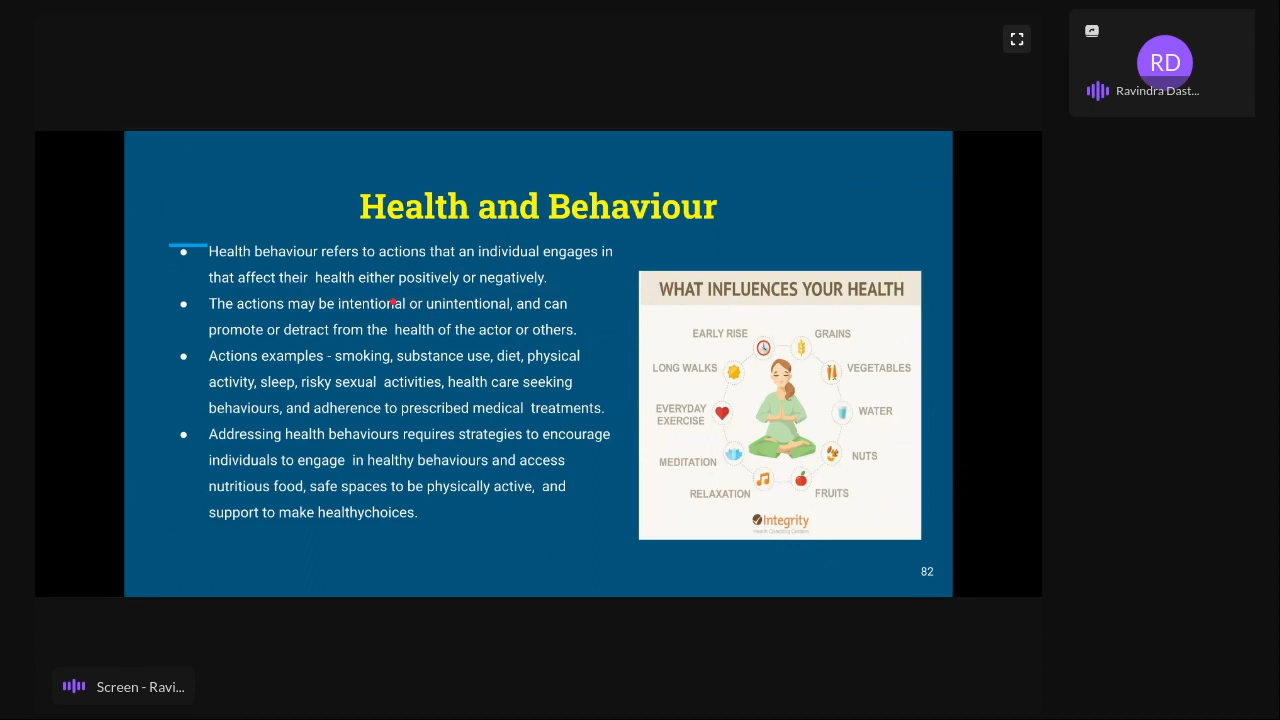 RD
Ravindra Dast...
Health and Behaviour
● Health behaviour refers to actions that an individual engages in
that affect their health either positively or negatively.
● The actions may be intentional or unintentional, and can
promote or detract from the health of the actor or others.
● Actions examples - smoking, substance use, diet, physical
activity, sleep, risky sexual activities, health care seeking
behaviours, and adherence to prescribed medical treatments.
● Addressing health behaviours requires strategies to encourage
individuals to engage in healthy behaviours and access
nutritious food, safe spaces to be physically active, and
support to make healthychoices.
WHAT INFLUENCES YOUR HEALTH
EARLY RISE
GRAINS
LONG WALKS
VEGETABLES
EVERYDAY
EXERCISE
WATER
MEDITATION
NUTS
RELAXATION
FRUITS
Integrity
82
Screen - Ravi...